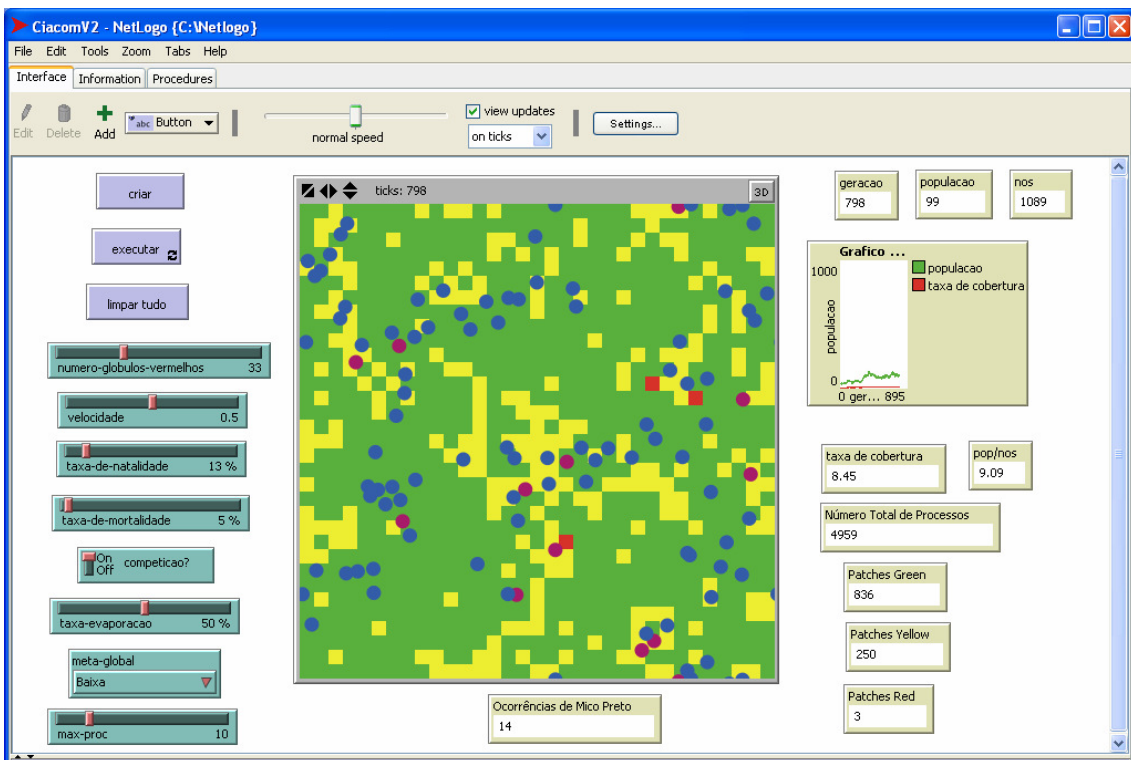 CiacomV2 - NetLogo {C:\Netlogo}
File Edit Tools Zoom Tabs Help
Interface Information Procedures
Edit Delete Add abc Button normal speed view updates on ticks Settings...
criar
executar
limpar tudo
numero-globulos-vermelhos 33
velocidade 0.5
taxa-de-natalidade 13 %
taxa-de-mortalidade 5 %
On
Off competicao?
taxa-evaporacao 50 %
meta-global
Baixa
max-proc 10
ticks: 798 3D
Ocorrências de Mico Preto
14
geracao populacao nos
798 99 1089
Grafico ...
1000
populacao
0
0 ger... 895
populacao
taxa de cobertura
taxa de cobertura pop/nos
8.45 9.09
Número Total de Processos
4959
Patches Green
836
Patches Yellow
250
Patches Red
3